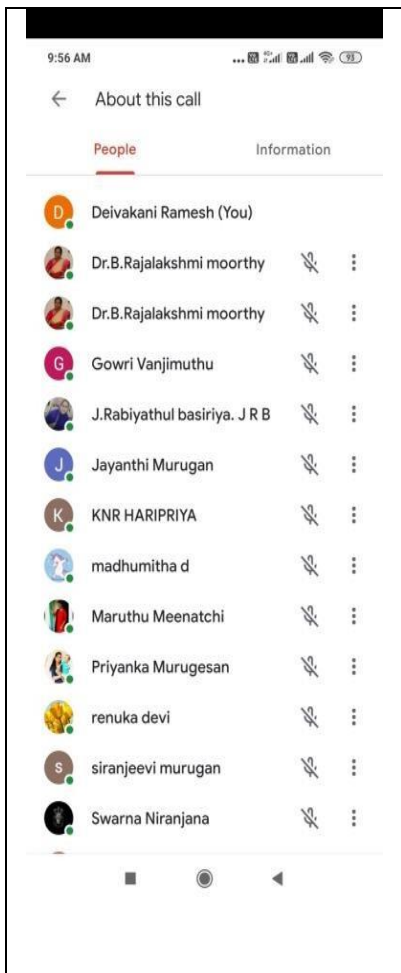 9:56 AM ... 93
About this call
People Information
D Deivakani Ramesh (You)
Dr.B.Rajalakshmi moorthy
Dr.B.Rajalakshmi moorthy
G Gowri Vanjimuthu
J.Rabiyathul basiriya. J R B
J Jayanthi Murugan
K KNR HARIPRIYA
madhumitha d
Maruthu Meenatchi
Priyanka Murugesan
renuka devi
s siranjeevi murugan
Swarna Niranjana